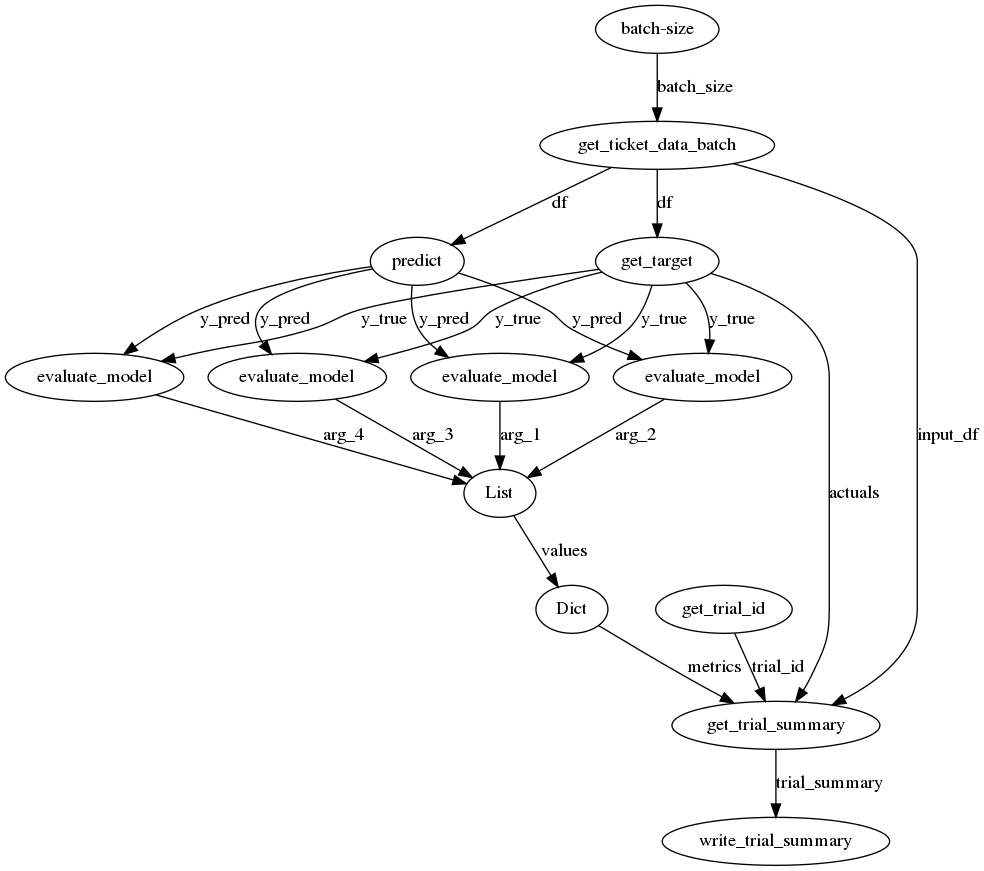 batch-size
batch_size
get_ticket_data_batch
df
df
predict
get_target
y_pred
y_pred
y_true
y_pred
y_true
y_pred
y_true
y_true
evaluate_model
evaluate_model
evaluate_model
evaluate_model
arg_4
arg_3
arg_1
arg_2
input_df
List
actuals
values
Dict
get_trial_id
metrics
trial_id
get_trial_summary
trial_summary
write_trial_summary